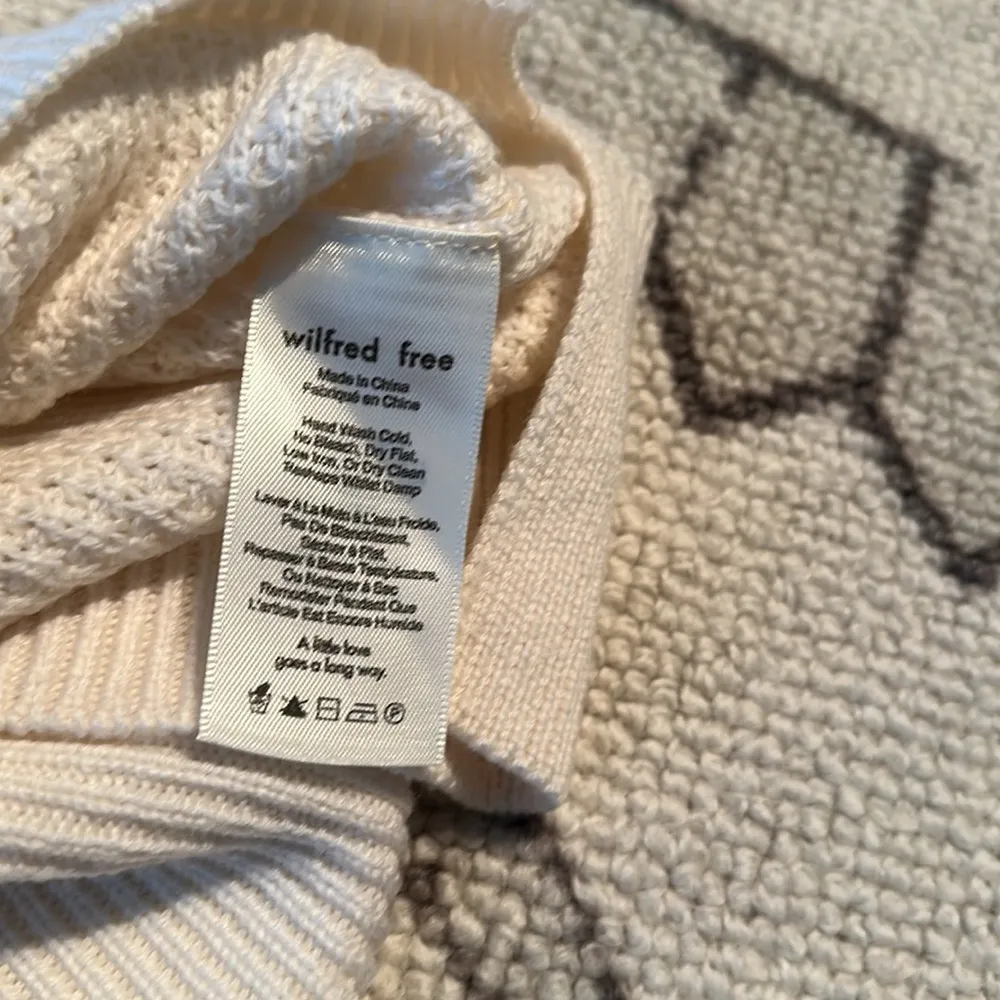 wilfred free
Made in China
Fabriqué en Chine
Hand Wash Cold,
No Bleach, Dry Flat,
Low Iron, Or Dry Clean
Reshape Whilst Damp
Laver à La Main à L'eau Froide,
Pas De Blanchiment,
Sécher à Plat,
Repasser à Basse Température,
Ou Nettoyer à Sec
Remodeler Pendant Que
L'article Est Encore Humide
A little love
goes a long way.